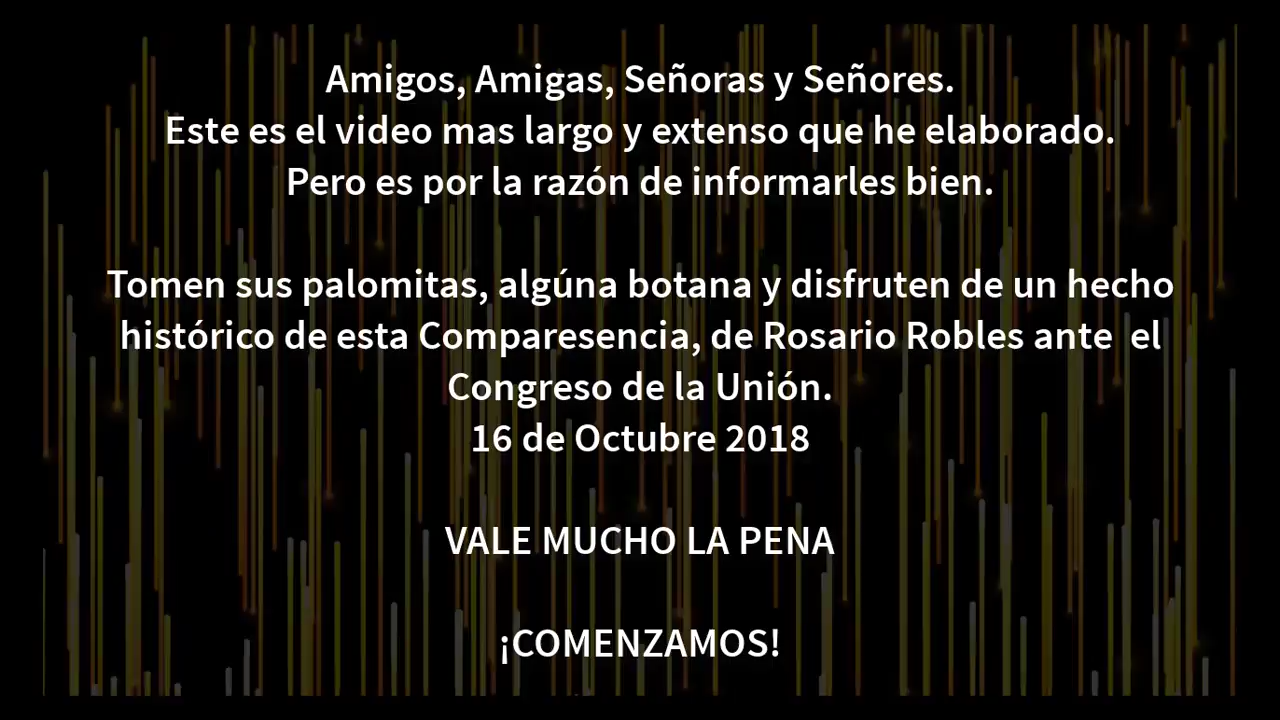 Amigos, Amigas, Señoras y Señores.
Este es el video mas largo y extenso que he elaborado.
Pero es por la razón de informarles bien.
Tomen sus palomitas, algúna botana y disfruten de un hecho
histórico de esta Comparesencia, de Rosario Robles ante  el
Congreso de la Unión.
16 de Octubre 2018
VALE MUCHO LA PENA
¡COMENZAMOS!